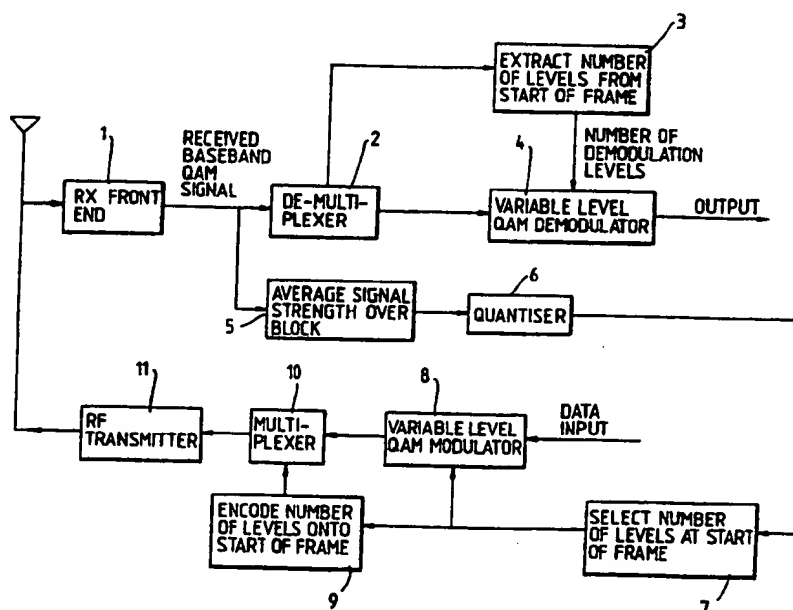 3
EXTRACT NUMBER
OF LEVELS FROM
START OF FRAME
1
RECEIVED
BASEBAND
QAM
SIGNAL
2
NUMBER OF
DEMODULATION
LEVELS
4
RX FRONT
END
DE-MULTI-
PLEXER
VARIABLE LEVEL
QAM DEMODULATOR
OUTPUT
6
AVERAGE SIGNAL
STRENGTH OVER
BLOCK
5
QUANTISER
11
10
8
RF
TRANSMITTER
MULTI-
PLEXER
VARIABLE LEVEL
QAM MODULATOR
DATA
INPUT
ENCODE NUMBER
OF LEVELS ONTO
START OF FRAME
9
SELECT NUMBER
OF LEVELS AT START
OF FRAME
7